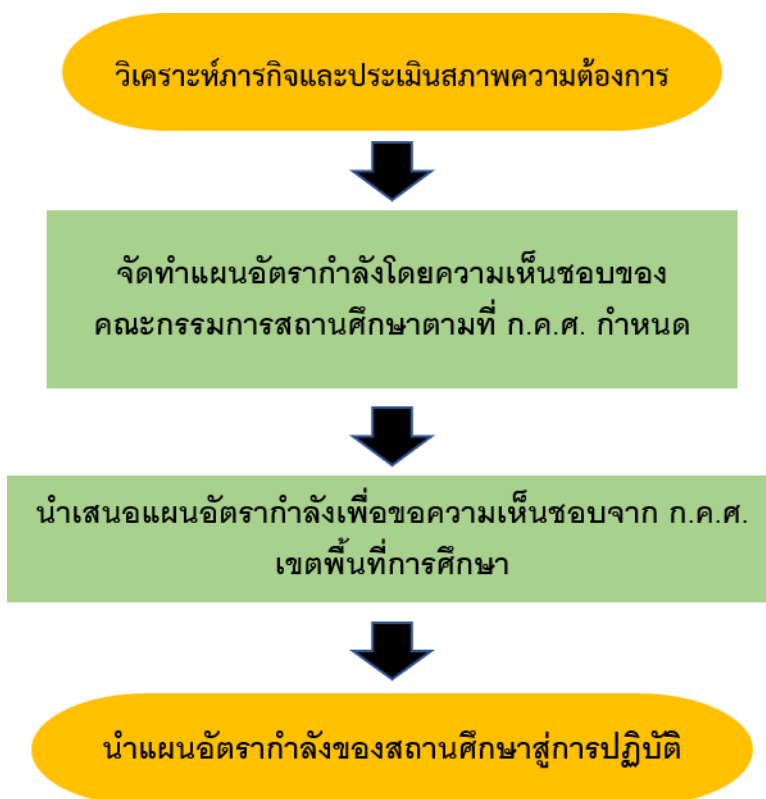 วิเคราะห์ภารกิจและประเมินสภาพความต้องการ
จัดทำแผนอัตรากำลังโดยความเห็นชอบของ
คณะกรรมการสถานศึกษาตามที่ ก.ค.ศ. กำหนด
นำเสนอแผนอัตรากำลังเพื่อขอความเห็นชอบจาก ก.ค.ศ.
เขตพื้นที่การศึกษา
นำแผนอัตรากำลังของสถานศึกษาสู่การปฏิบัติ